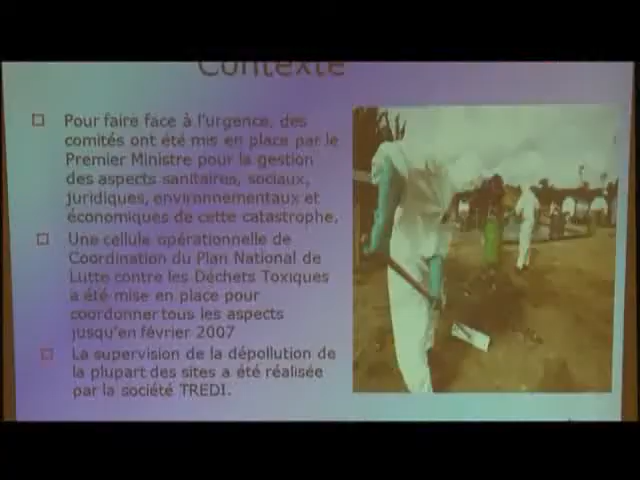 Contexte
Pour faire face à l'urgence, des
comités ont été mis en place par le
Premier Ministre pour la gestion
des aspects sanitaires, sociaux,
juridiques, environnementaux et
économiques de cette catastrophe.
Une cellule opérationnelle de
Coordination du Plan National de
Lutte contre les Déchets Toxiques
a été mise en place pour
coordonner tous les aspects
jusqu'en février 2007
La supervision de la dépollution de
la plupart des sites a été réalisée
par la société TREDI.